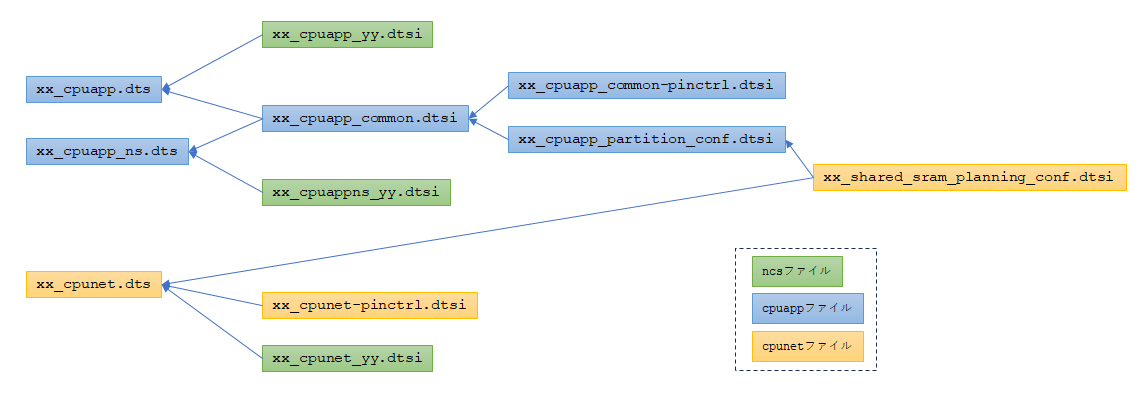 xx_cpuapp_yy.dtsi
xx_cpuapp.dts
xx_cpuapp_common-pinctrl.dtsi
xx_cpuapp_common.dtsi
xx_cpuapp_partition_conf.dtsi
xx_cpuapp_ns.dts
xx_shared_sram_planning_conf.dtsi
xx_cpuappns_yy.dtsi
xx_cpunet.dts
xx_cpunet-pinctrl.dtsi
xx_cpunet_yy.dtsi
ncsファイル
cpuappファイル
cpunetファイル